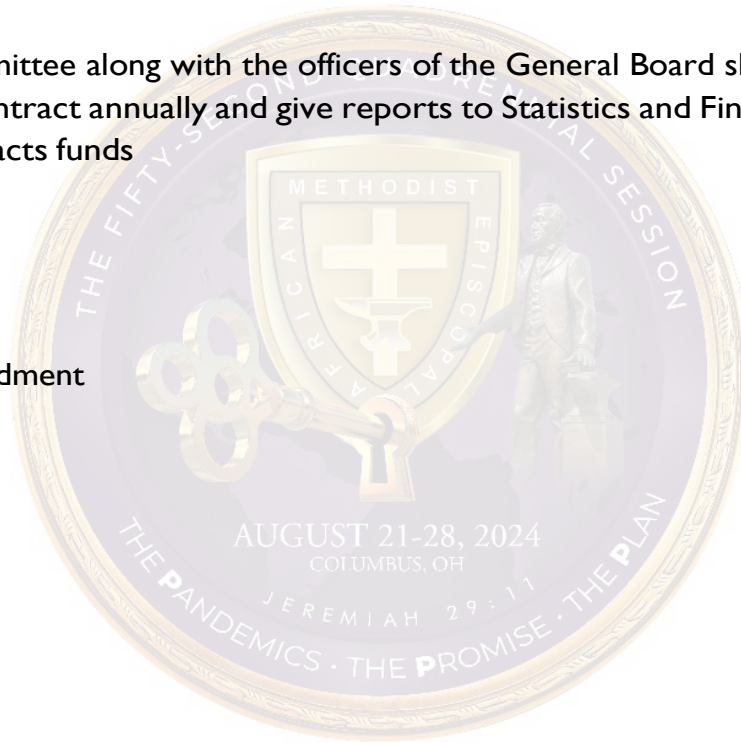 mittee along with the officers of the General Board s
ntract annually and give reports to Statistics and Fin
acts funds
dment
THE FIFTY-SECOND QUADRENNIAL SESSION
AFRICAN METHODIST EPISCOPAL
AUGUST 21-28, 2024
COLUMBUS, OH
JEREMIAH 29:11
THE PANDEMICS · THE PROMISE · THE PLAN